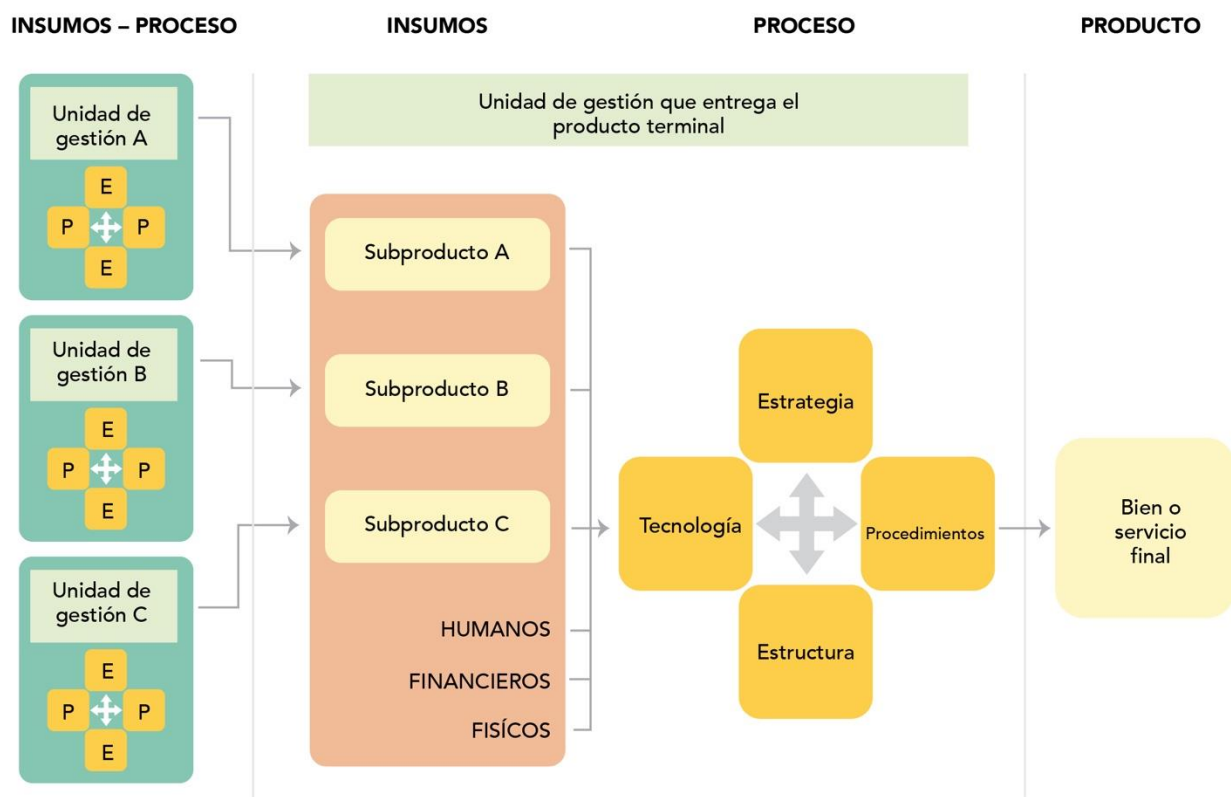 INSUMOS – PROCESO
INSUMOS
PROCESO
PRODUCTO
Unidad de
gestión A
E
P
P
E
Unidad de
gestión B
E
P
P
E
Unidad de
gestión C
E
P
P
E
Unidad de gestión que entrega el
producto terminal
Subproducto A
Subproducto B
Subproducto C
HUMANOS
FINANCIEROS
FISÍCOS
Estrategia
Tecnología
Procedimientos
Estructura
Bien o
servicio
final